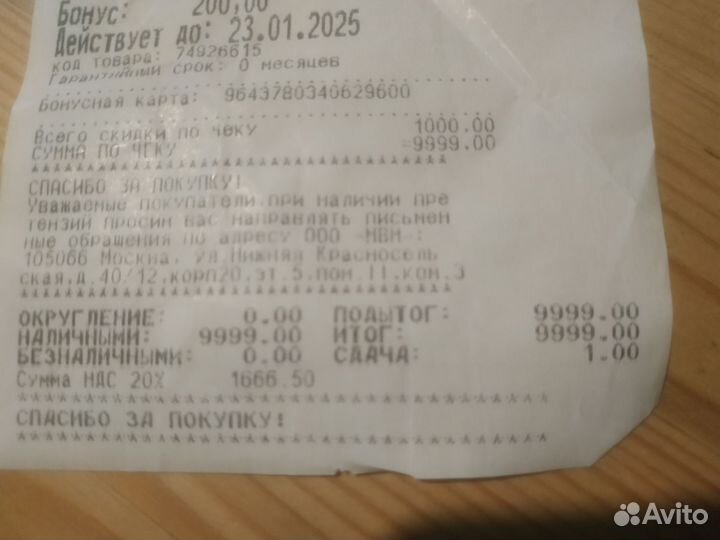 Бонус: 200,00
Действует до: 23.01.2025
код товара: 74926615
Гарантийный срок: 0 месяцев
Бонусная карта: 9643780340629600
Всего скидки по чеку 1000.00
СУММА ПО ЧЕКУ =9999.00
*************************************
СПАСИБО ЗА ПОКУПКУ!
Уважаемые покупатели,при наличии пре
тензий просим вас направлять письмен
ные обращения по адресу ООО «МВМ»:
105066 Москва, ул.Нижняя Красносель
ская,д.40/12,корп20,эт.5,пом.II,ком.3
*************************************
ОКРУГЛЕНИЕ: 0.00 ПОДЫТОГ: 9999.00
НАЛИЧНЫМИ: 9999.00 ИТОГ: 9999.00
БЕЗНАЛИЧНЫМИ: 0.00 СДАЧА: 1.00
Сумма НДС 20% 1666.50
******************************************
СПАСИБО ЗА ПОКУПКУ!
******************************************
Avito